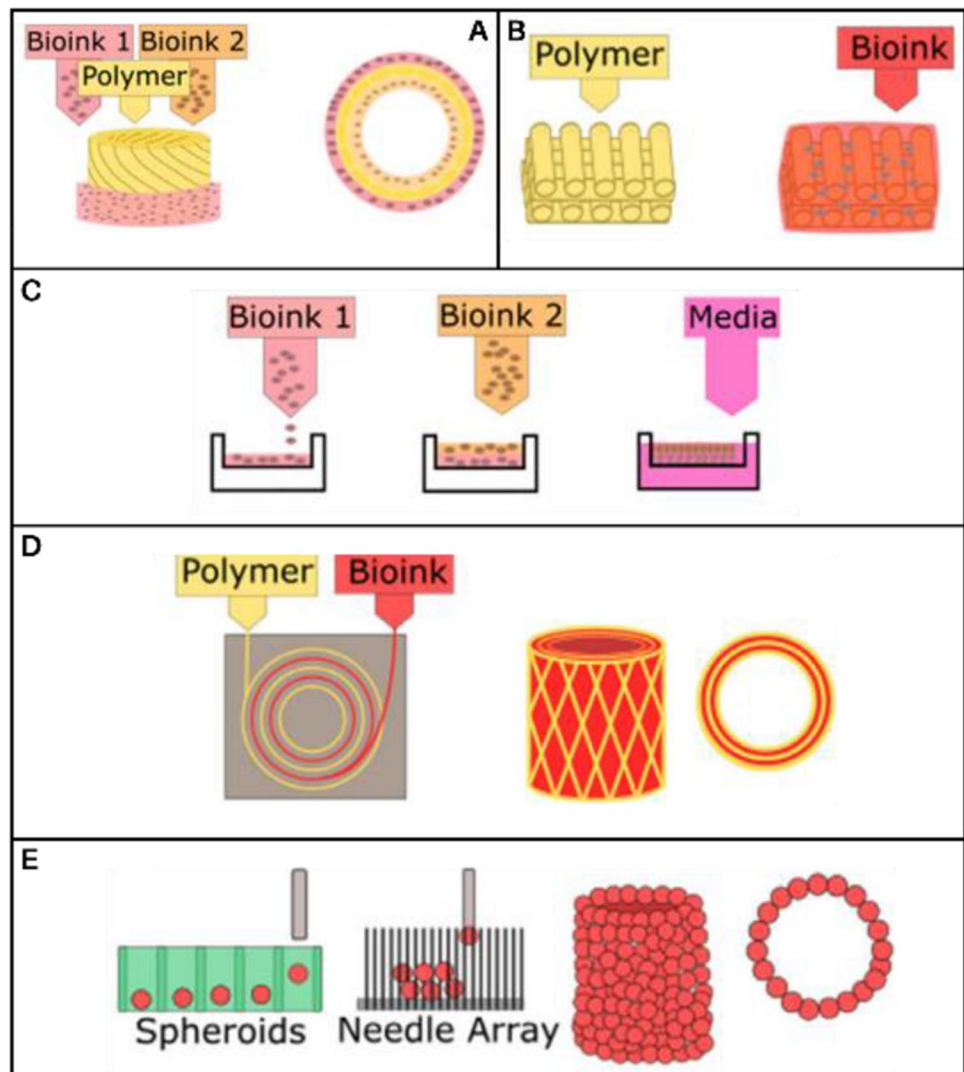 A
Bioink 1
Bioink 2
Polymer
B
Polymer
Bioink
C
Bioink 1
Bioink 2
Media
D
Polymer
Bioink
E
Spheroids
Needle Array